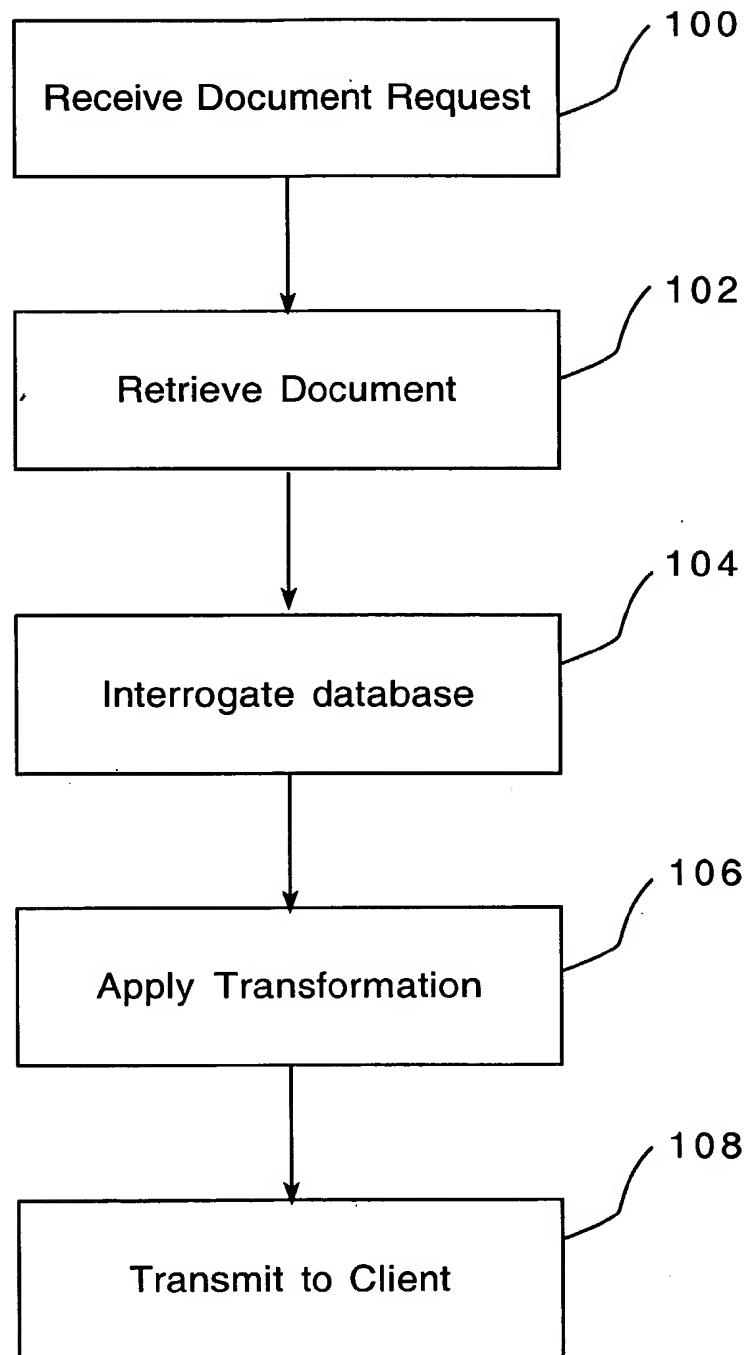 100
Receive Document Request
102
Retrieve Document
104
Interrogate database
106
Apply Transformation
108
Transmit to Client